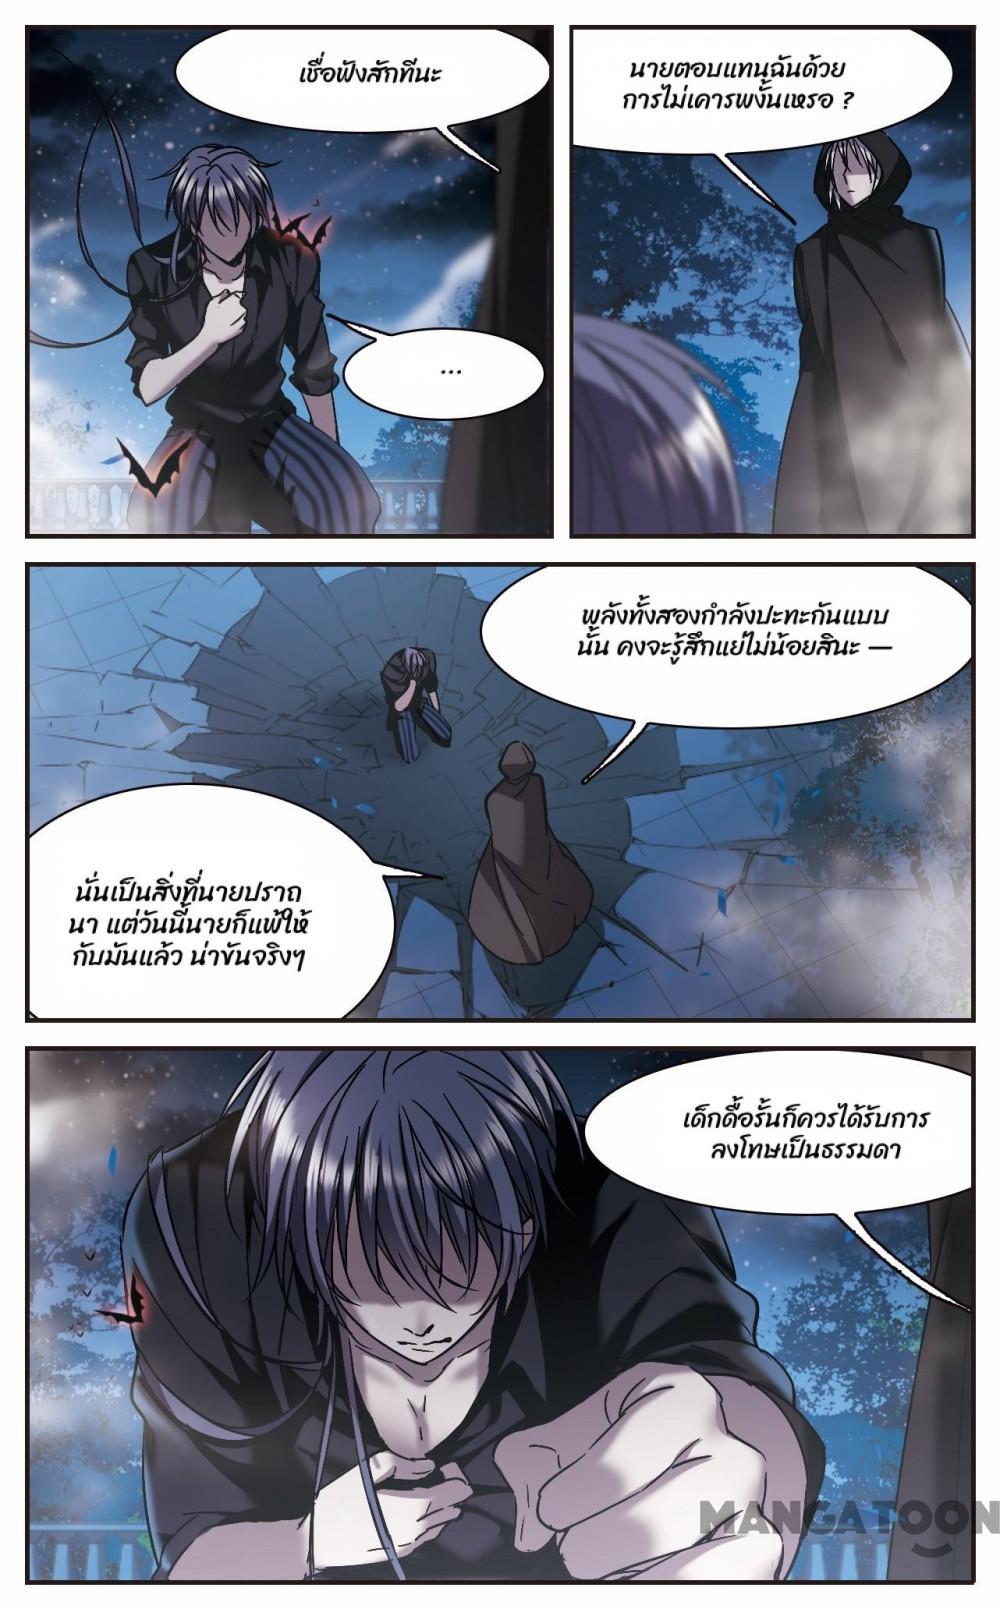 เชื่อฟังสักทีนะ
...
นายตอบแทนฉันด้วย
การไม่เคารพงั้นเหรอ ?
พลังทั้งสองกำลังปะทะกันแบบ
นั้น คงจะรู้สึกแย่ไม่น้อยสินะ —
นั่นเป็นสิ่งที่นายปราถ
นา แต่วันนี้นายก็แพ้ให้
กับมันแล้ว น่าขันจริงๆ
เด็กดื้อรั้นก็ควรได้รับการ
ลงโทษเป็นธรรมดา
MANGATOON